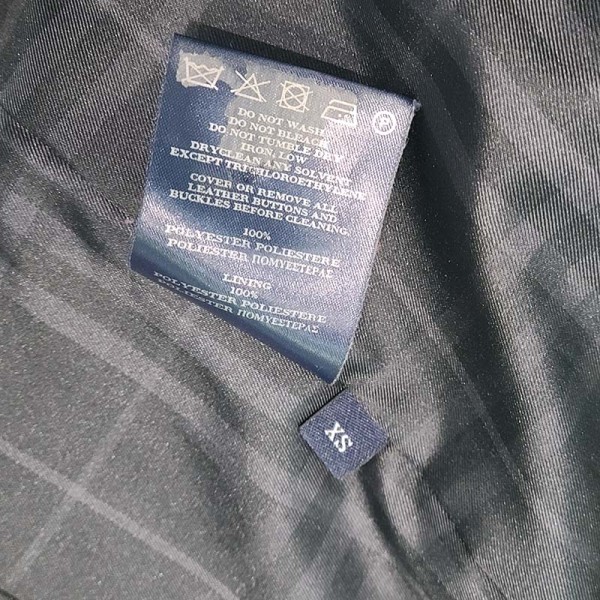 P
DO NOT WASH
DO NOT BLEACH
DO NOT TUMBLE DRY
IRON LOW
DRYCLEAN ANY SOLVENT
EXCEPT TRICHLOROETHYLENE
COVER OR REMOVE ALL
LEATHER BUTTONS AND
BUCKLES BEFORE CLEANING.
100%
POLYESTER POLIESTERE
POLIESTER ΠΟΛΥΕΣΤΕΡΑΣ
LINING
100%
POLYESTER POLIESTERE
POLIESTER ΠΟΛΥΕΣΤΕΡΑΣ
XS